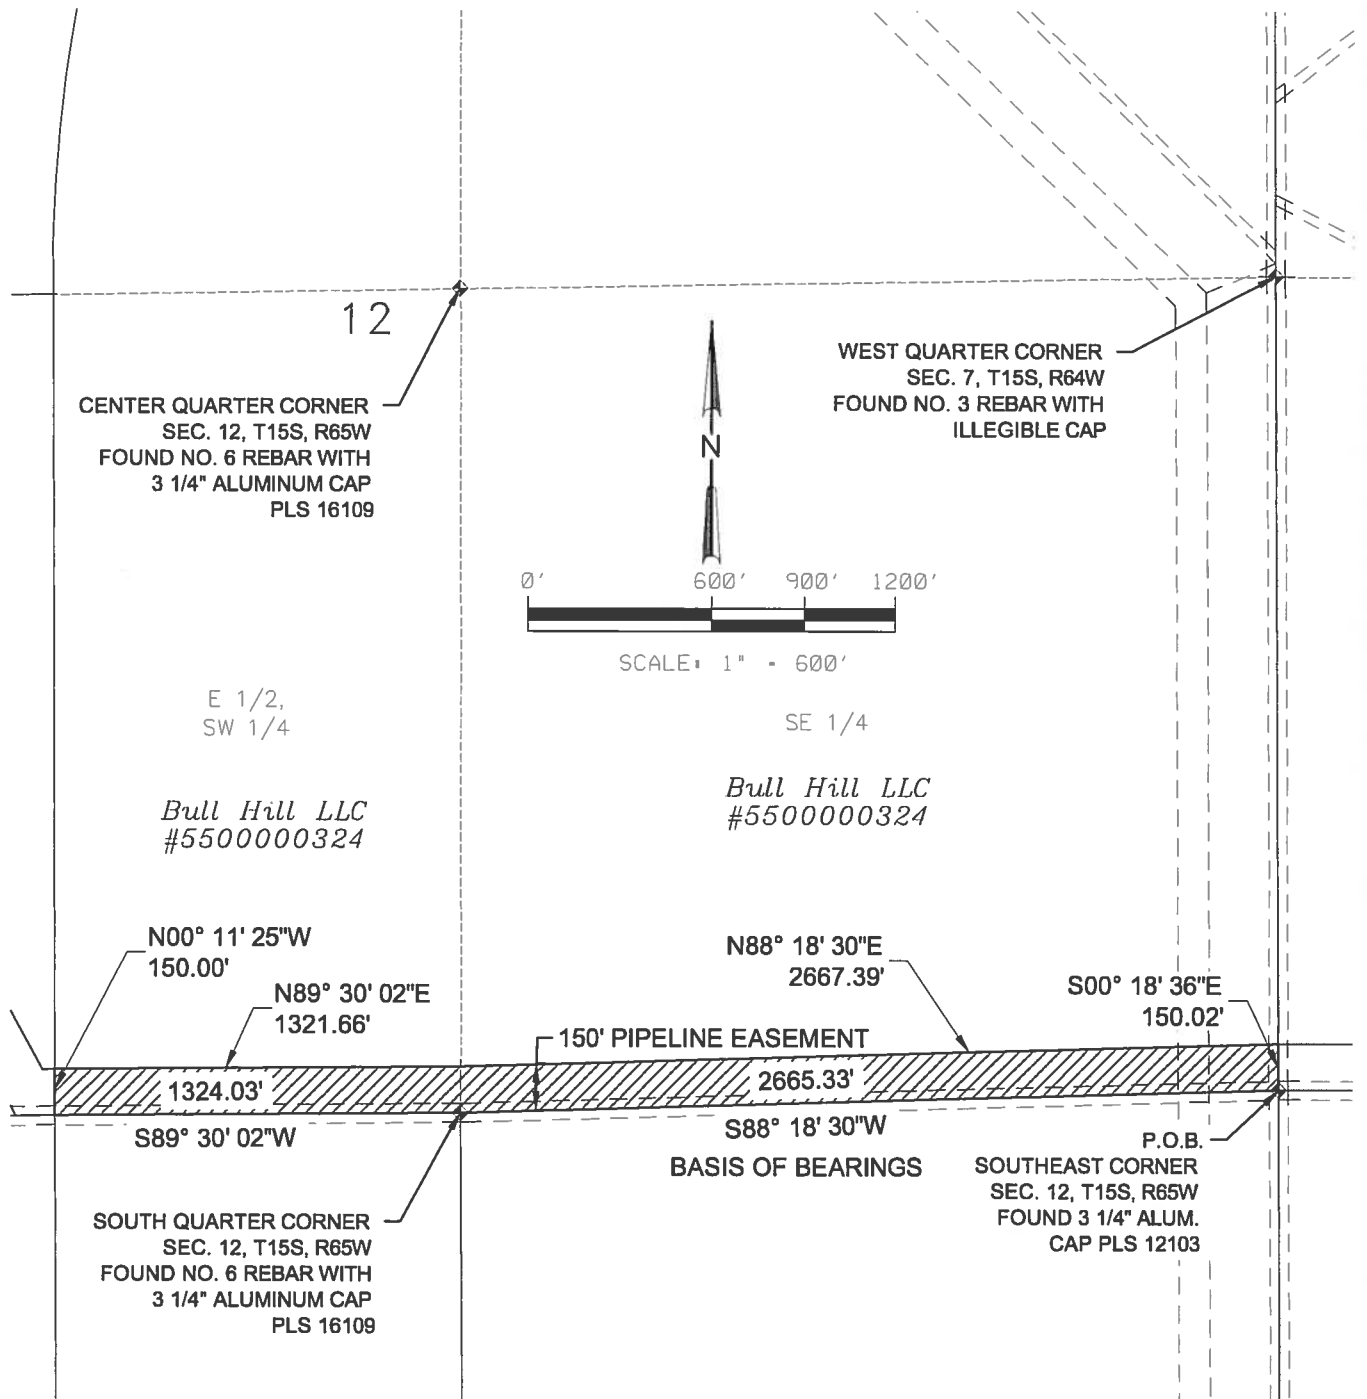 12
CENTER QUARTER CORNER
SEC. 12, T15S, R65W
FOUND NO. 6 REBAR WITH
3 1/4" ALUMINUM CAP
PLS 16109
WEST QUARTER CORNER
SEC. 7, T15S, R64W
FOUND NO. 3 REBAR WITH
ILLEGIBLE CAP
N
0' 600' 900' 1200'
SCALE: 1" - 600'
E 1/2,
SW 1/4
SE 1/4
Bull Hill LLC
#5500000324
Bull Hill LLC
#5500000324
N00° 11' 25"W
150.00'
N89° 30' 02"E
1321.66'
N88° 18' 30"E
2667.39'
S00° 18' 36"E
150.02'
150' PIPELINE EASEMENT
1324.03'
2665.33'
S89° 30' 02"W
S88° 18' 30"W
BASIS OF BEARINGS
P.O.B.
SOUTHEAST CORNER
SEC. 12, T15S, R65W
FOUND 3 1/4" ALUM.
CAP PLS 12103
SOUTH QUARTER CORNER
SEC. 12, T15S, R65W
FOUND NO. 6 REBAR WITH
3 1/4" ALUMINUM CAP
PLS 16109